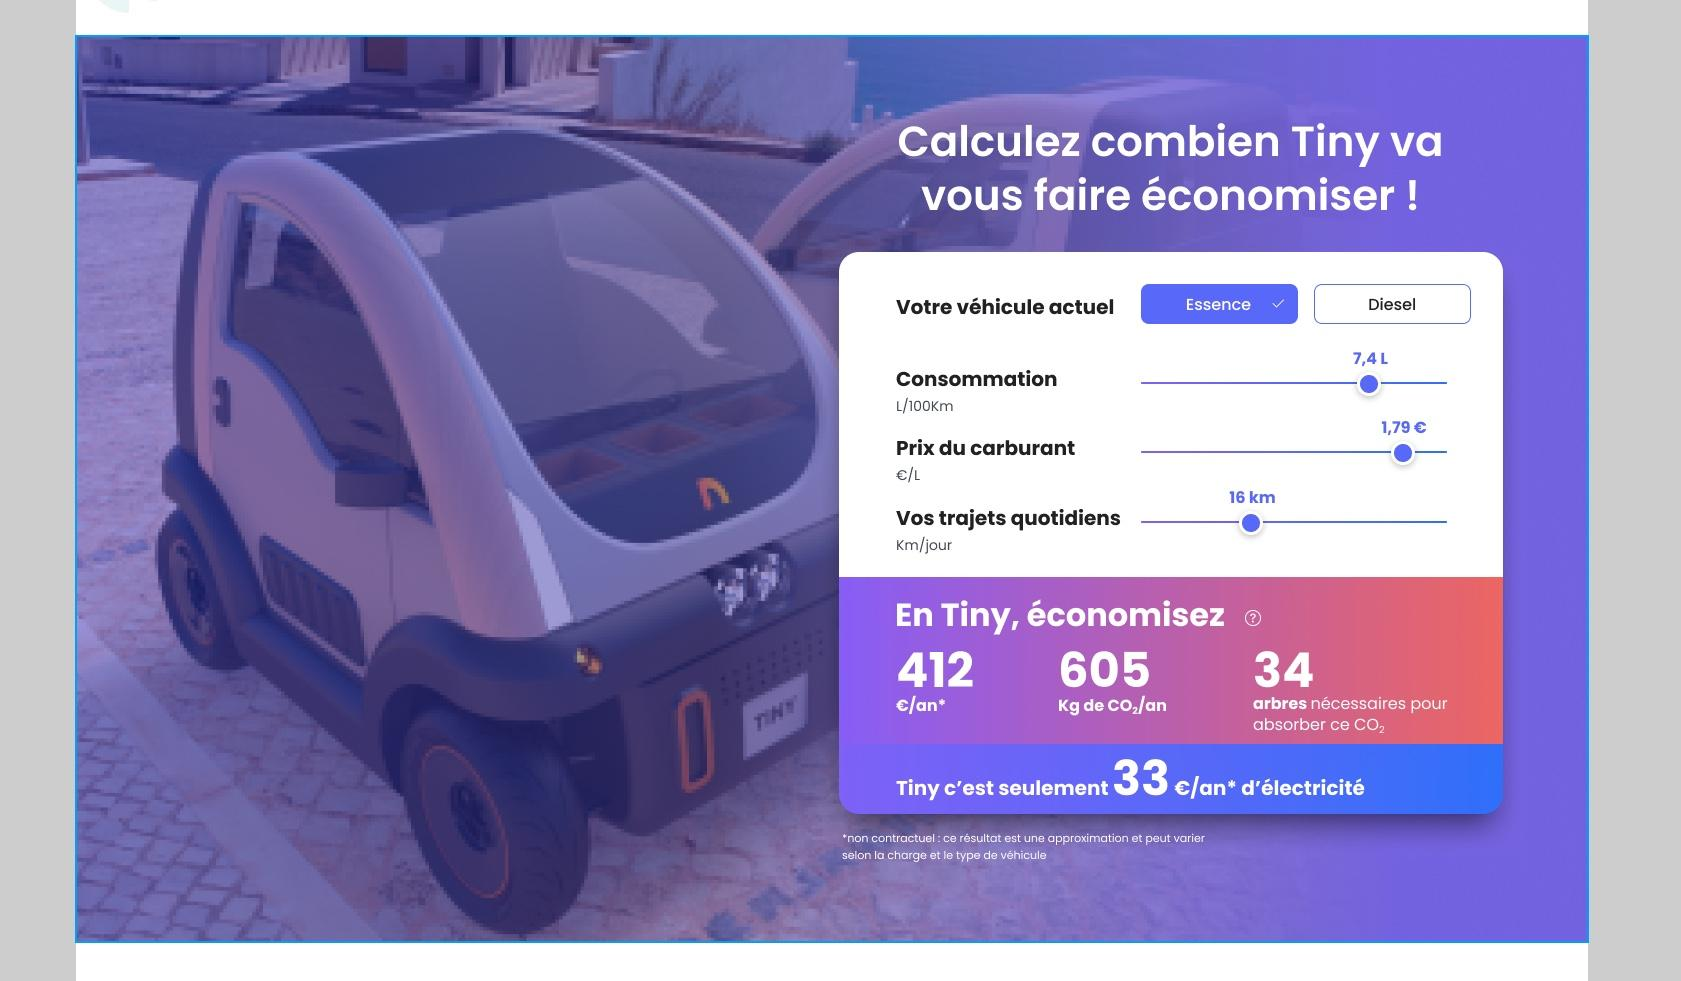 Calculez combien Tiny va
vous faire économiser !
Votre véhicule actuel
Essence
Diesel
Consommation
L/100Km
7,4 L
Prix du carburant
€/L
1,79 €
Vos trajets quotidiens
Km/jour
16 km
En Tiny, économisez ?
412
€/an*
605
Kg de CO₂/an
34
arbres nécessaires pour
absorber ce CO₂
Tiny c’est seulement 33 €/an* d’électricité
*non contractuel : ce résultat est une approximation et peut varier
selon la charge et le type de véhicule
TINY